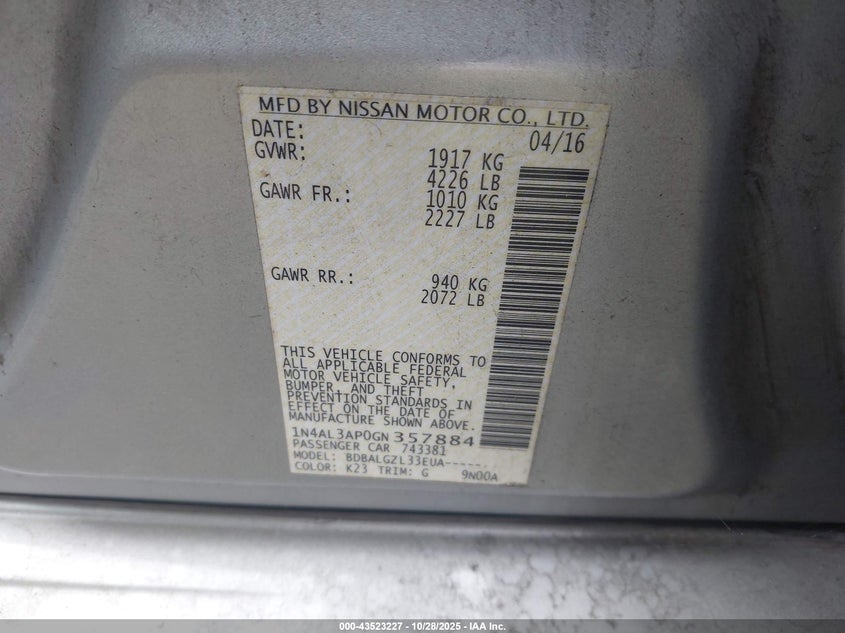 MFD BY NISSAN MOTOR CO., LTD.
DATE: 04/16
GVWR: 1917 KG
4226 LB
GAWR FR.: 1010 KG
2227 LB
GAWR RR.: 940 KG
2072 LB
THIS VEHICLE CONFORMS TO
ALL APPLICABLE FEDERAL
MOTOR VEHICLE SAFETY,
BUMPER, AND THEFT
PREVENTION STANDARDS IN
EFFECT ON THE DATE OF
MANUFACTURE SHOWN ABOVE.
1N4AL3AP0GN357884
PASSENGER CAR 743381
MODEL: BDBALGZL33EUA-----
COLOR: K23 TRIM: G 9N00A
000-43523227 - 10/28/2025 - IAA Inc.